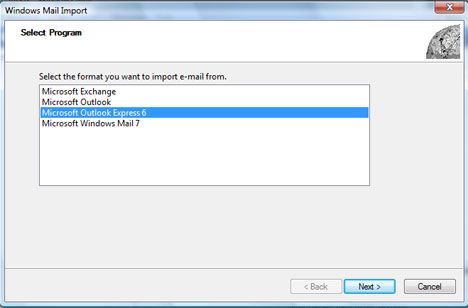 Windows Mail Import
Select Program
Select the format you want to import e-mail from.
Microsoft Exchange
Microsoft Outlook
Microsoft Outlook Express 6
Microsoft Windows Mail 7
< Back
Next >
Cancel